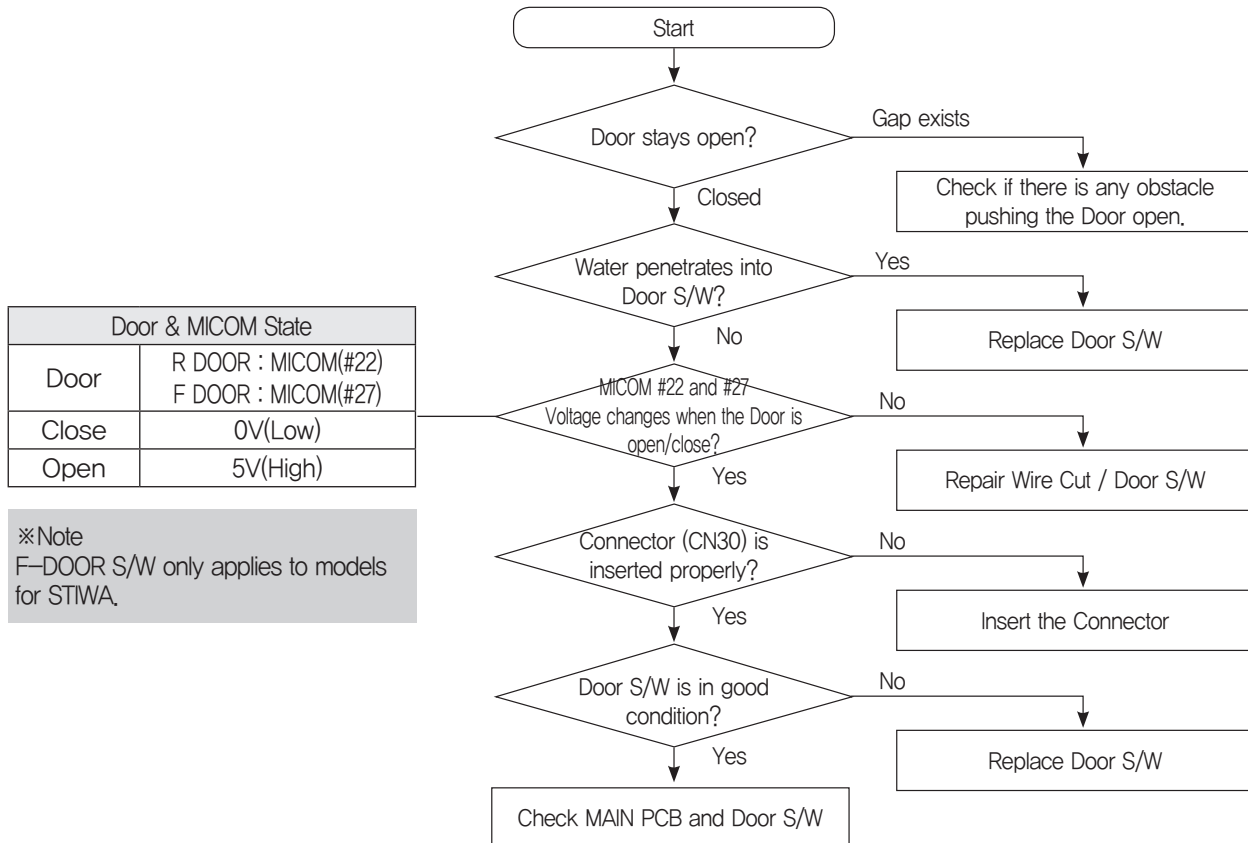 Start
Door stays open?
Gap exists
Check if there is any obstacle
pushing the Door open.
Closed
Water penetrates into
Door S/W?
Yes
Replace Door S/W
No
Door & MICOM State
Door
R DOOR : MICOM(#22)
F DOOR : MICOM(#27)
Close
0V(Low)
Open
5V(High)
※Note
F-DOOR S/W only applies to models
for STIWA.
MICOM #22 and #27
Voltage changes when the Door is
open/close?
No
Repair Wire Cut / Door S/W
Yes
Connector (CN30) is
inserted properly?
No
Insert the Connector
Yes
Door S/W is in good
condition?
No
Replace Door S/W
Yes
Check MAIN PCB and Door S/W